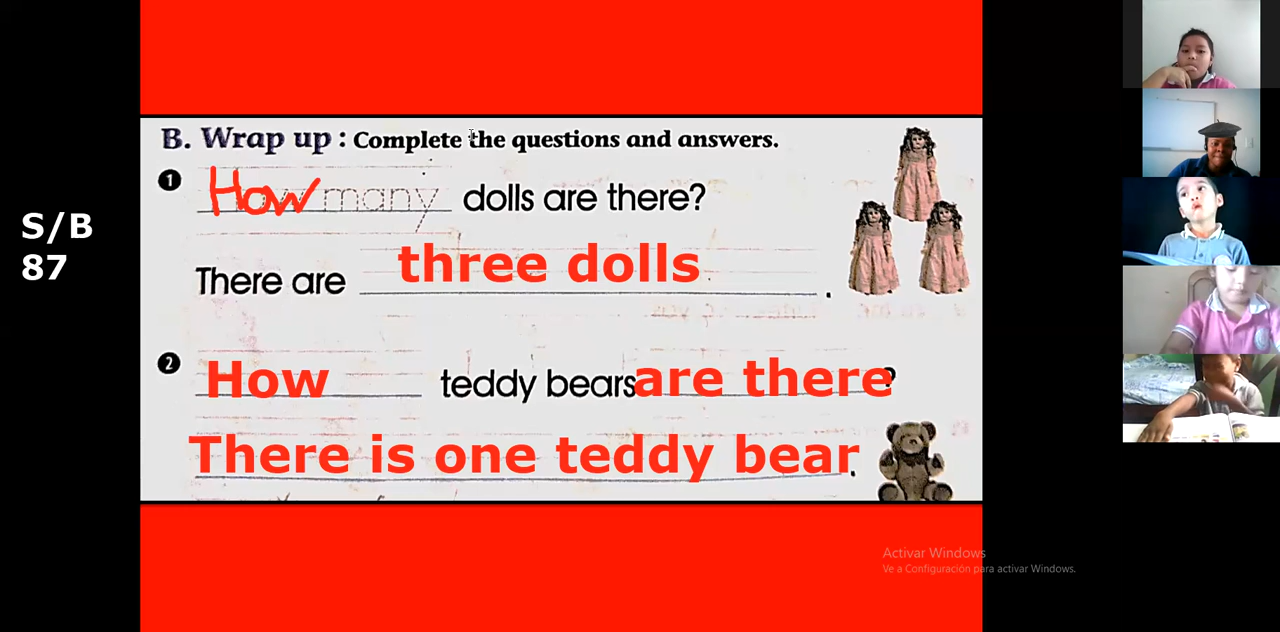 S/B
87
B. Wrap up : Complete the questions and answers.
1 How many dolls are there?
There are three dolls .
2 How teddy bears are there ?
There is one teddy bear .
Activar Windows
Ve a Configuración para activar Windows.